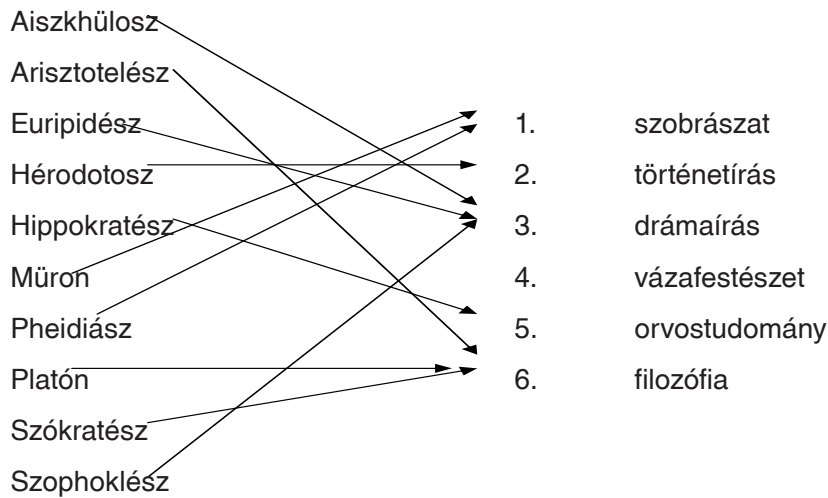 Aiszkhülosz
Arisztotelész
Euripidész
Hérodotosz
Hippokratész
Müron
Pheidiász
Platón
Szókratész
Szophoklész
1. szobrászat
2. történetírás
3. drámaírás
4. vázafestészet
5. orvostudomány
6. filozófia